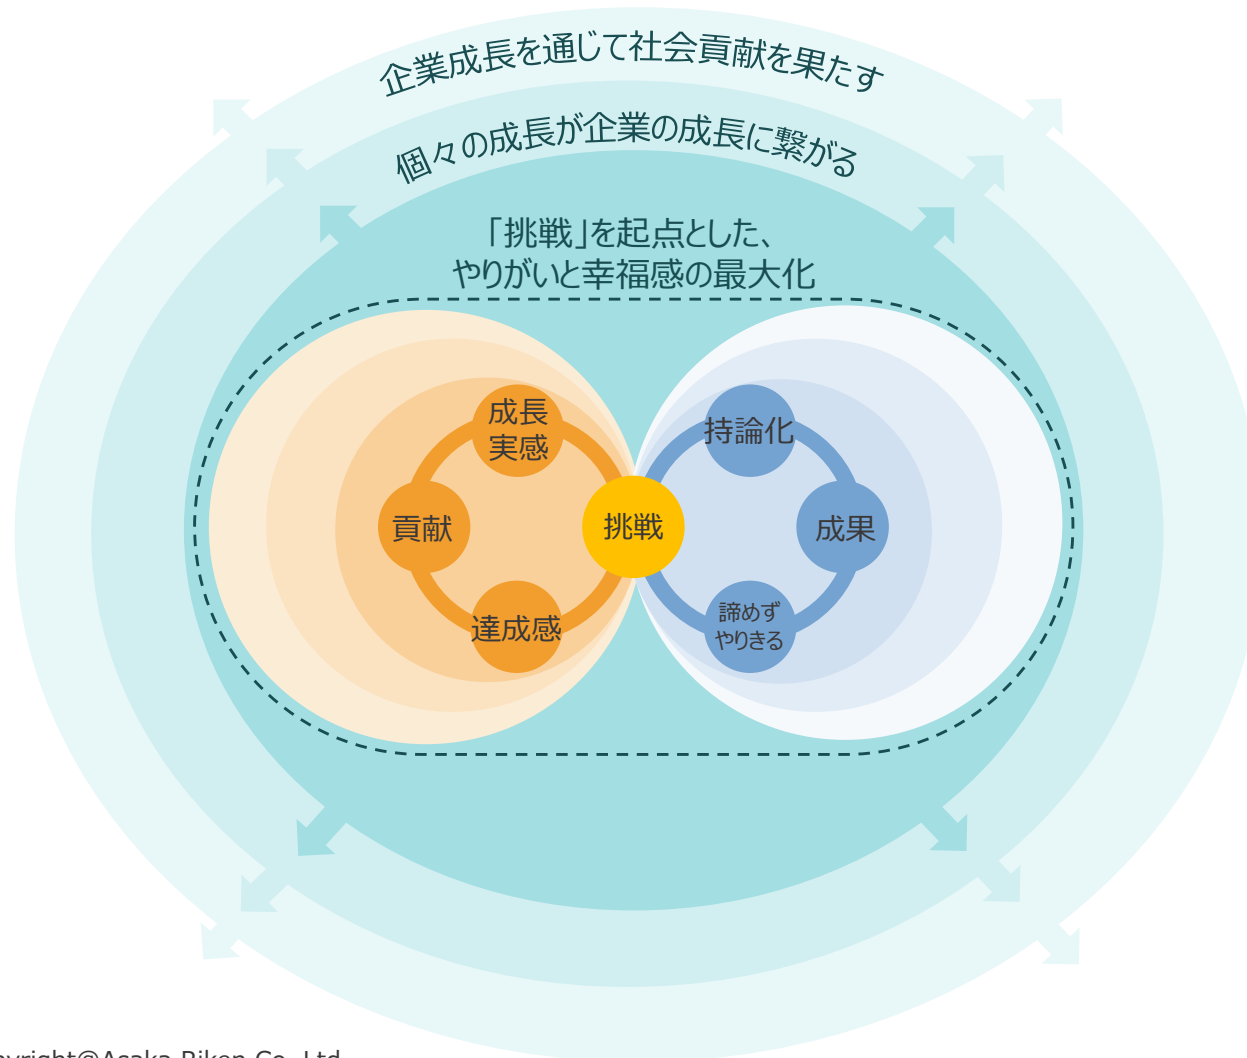 企業成長を通じて社会貢献を果たす
個々の成長が企業の成長に繋がる
「挑戦」を起点とした、
やりがいと幸福感の最大化
成長
実感
持論化
貢献
挑戦
成果
達成感
諦めず
やりきる
pyright©Asaka Riken Co.,Ltd.